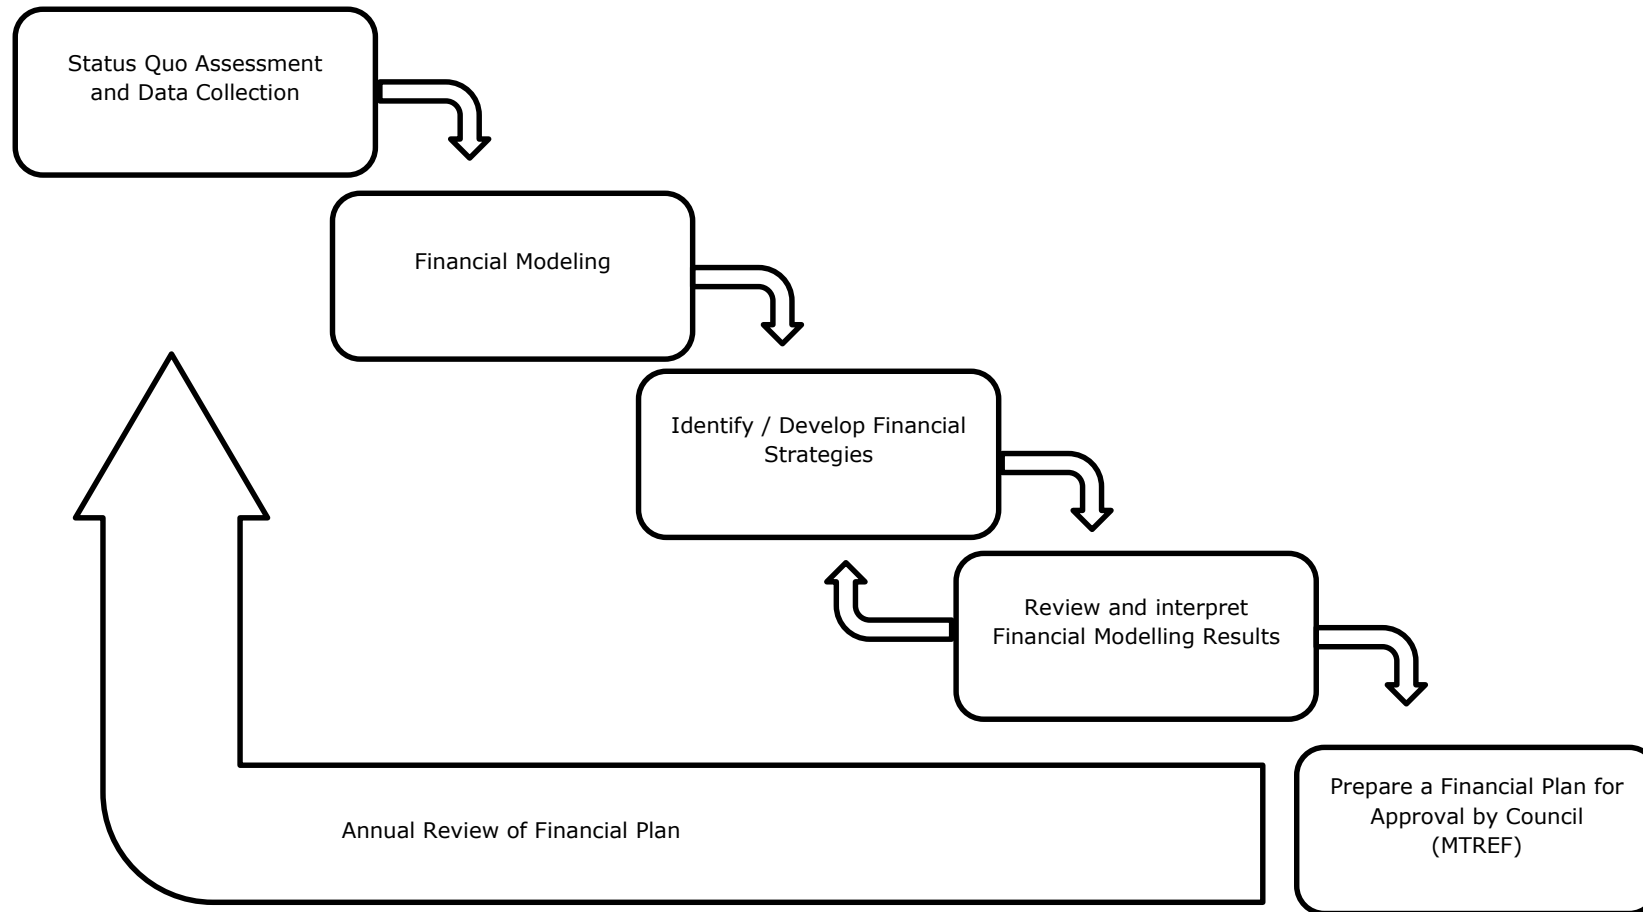 Status Quo Assessment
and Data Collection
Financial Modeling
Identify / Develop Financial
Strategies
Review and interpret
Financial Modelling Results
Prepare a Financial Plan for
Approval by Council
(MTREF)
Annual Review of Financial Plan